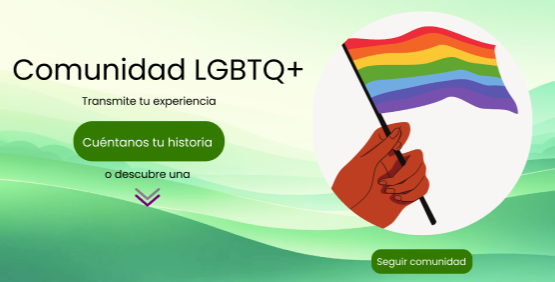 Comunidad LGBTQ+
Transmite tu experiencia
Cuéntanos tu historia
o descubre una
Seguir comunidad